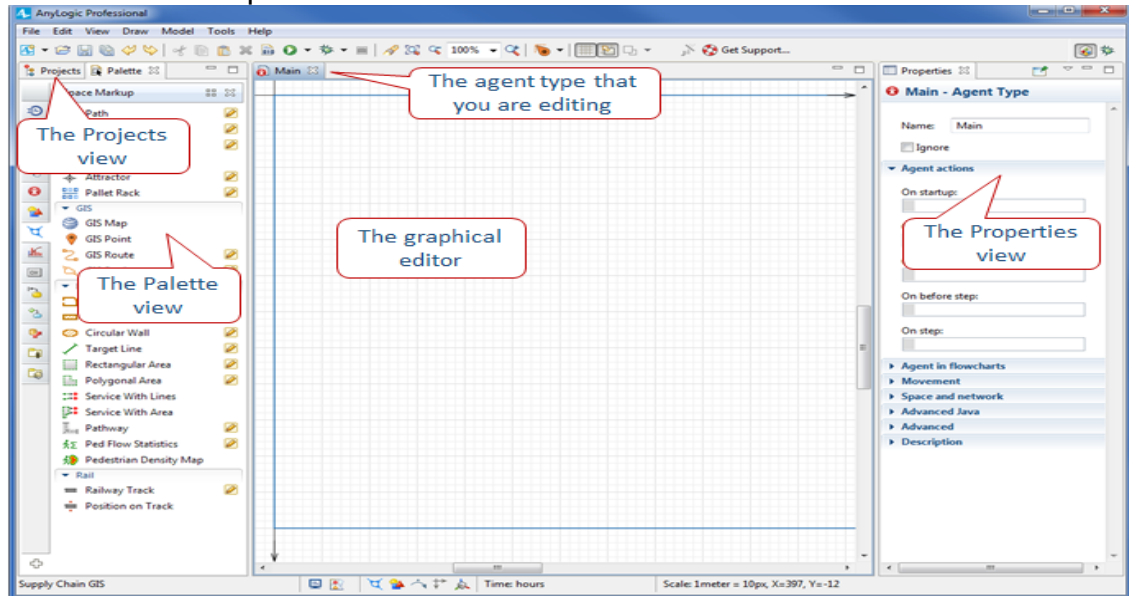 AnyLogic Professional
File Edit View Draw Model Tools Help
100% Get Support...
Projects Palette
Main
Properties
The agent type that
you are editing
Space Markup
Path
The Projects
view
Attractor
Pallet Rack
GIS
GIS Map
GIS Point
GIS Route
The Palette
view
Circular Wall
Target Line
Rectangular Area
Polygonal Area
Service With Lines
Service With Area
Pathway
Ped Flow Statistics
Pedestrian Density Map
Rail
Railway Track
Position on Track
The graphical
editor
Main - Agent Type
Name: Main
Ignore
Agent actions
On startup:
The Properties
view
On before step:
On step:
Agent in flowcharts
Movement
Space and network
Advanced Java
Advanced
Description
Supply Chain GIS
Time: hours
Scale: 1meter = 10px, X=397, Y=-12